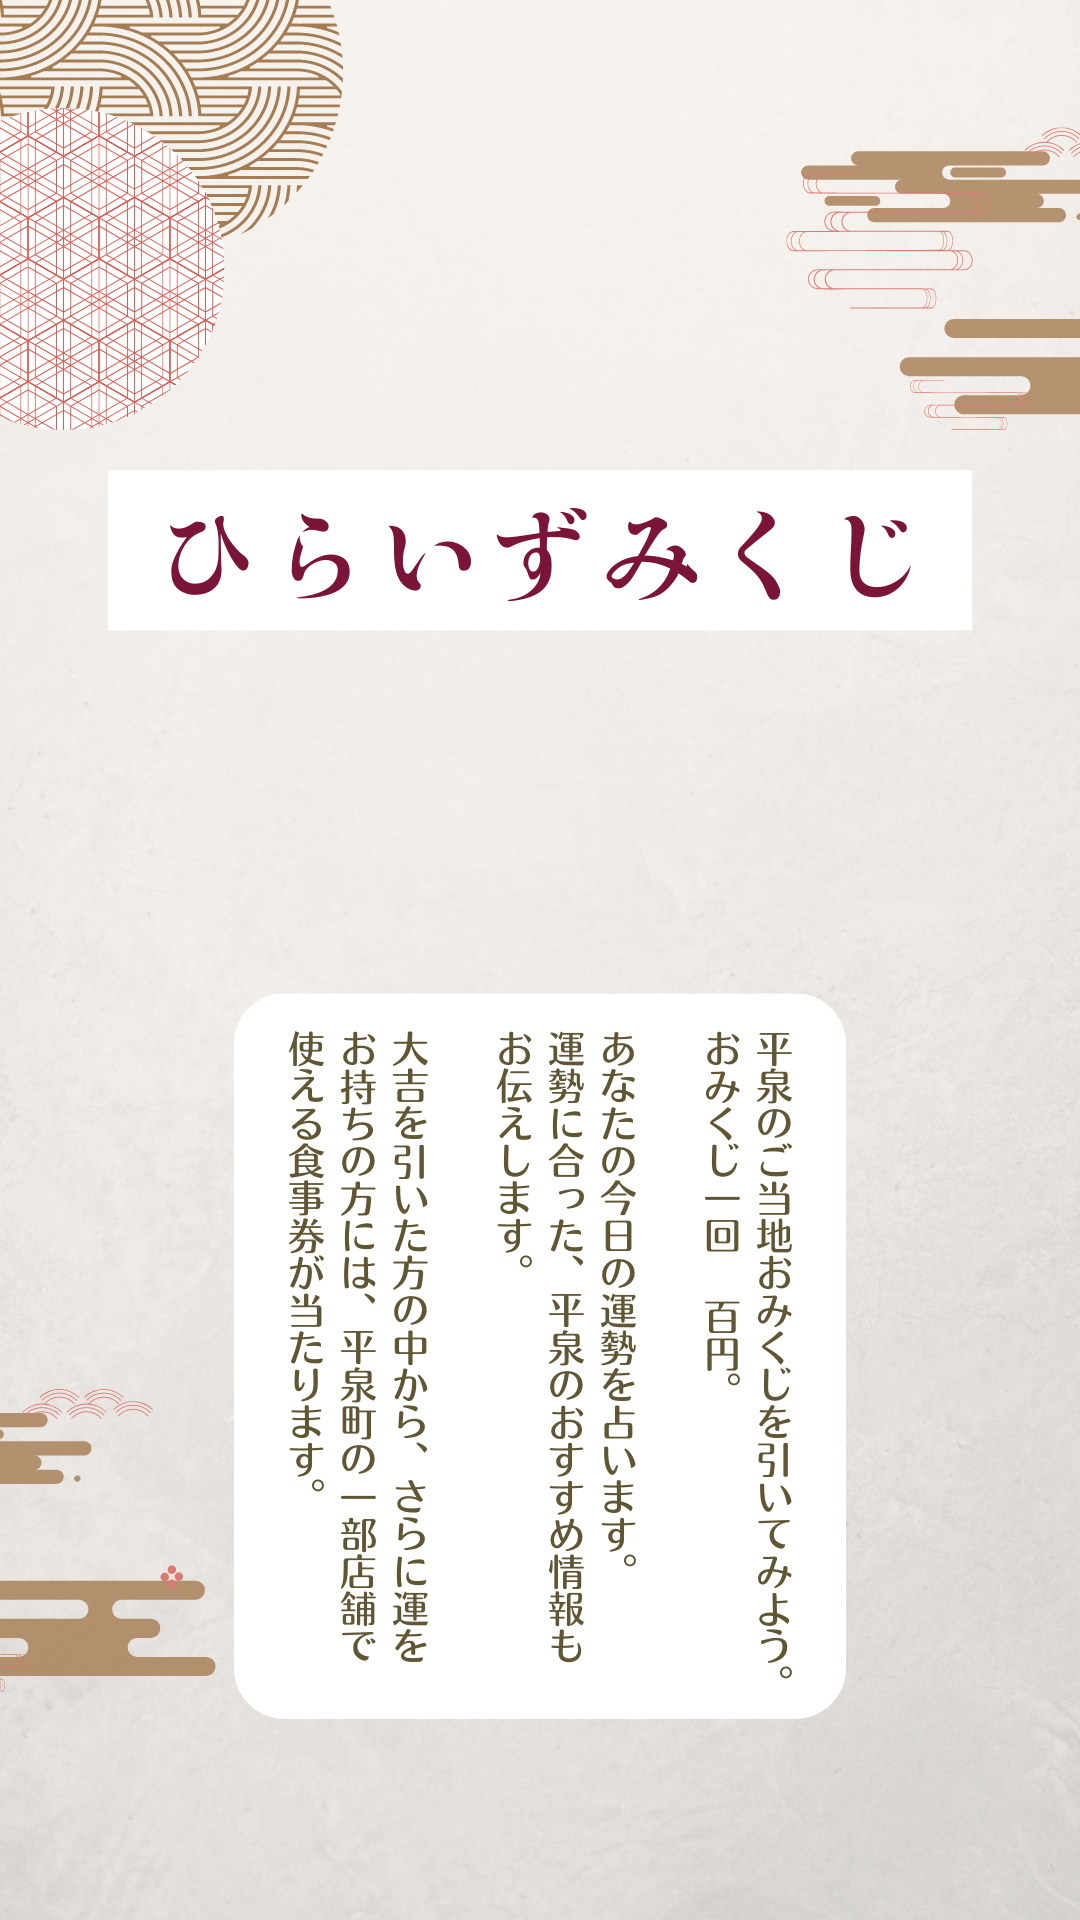 ひらいずみくじ
平泉のご当地おみくじを引いてみよう。
おみくじ一回　百円。
あなたの今日の運勢を占います。
運勢に合った、平泉のおすすめ情報も
お伝えします。
大吉を引いた方の中から、さらに運を
お持ちの方には、平泉町の一部店舗で
使える食事券が当たります。